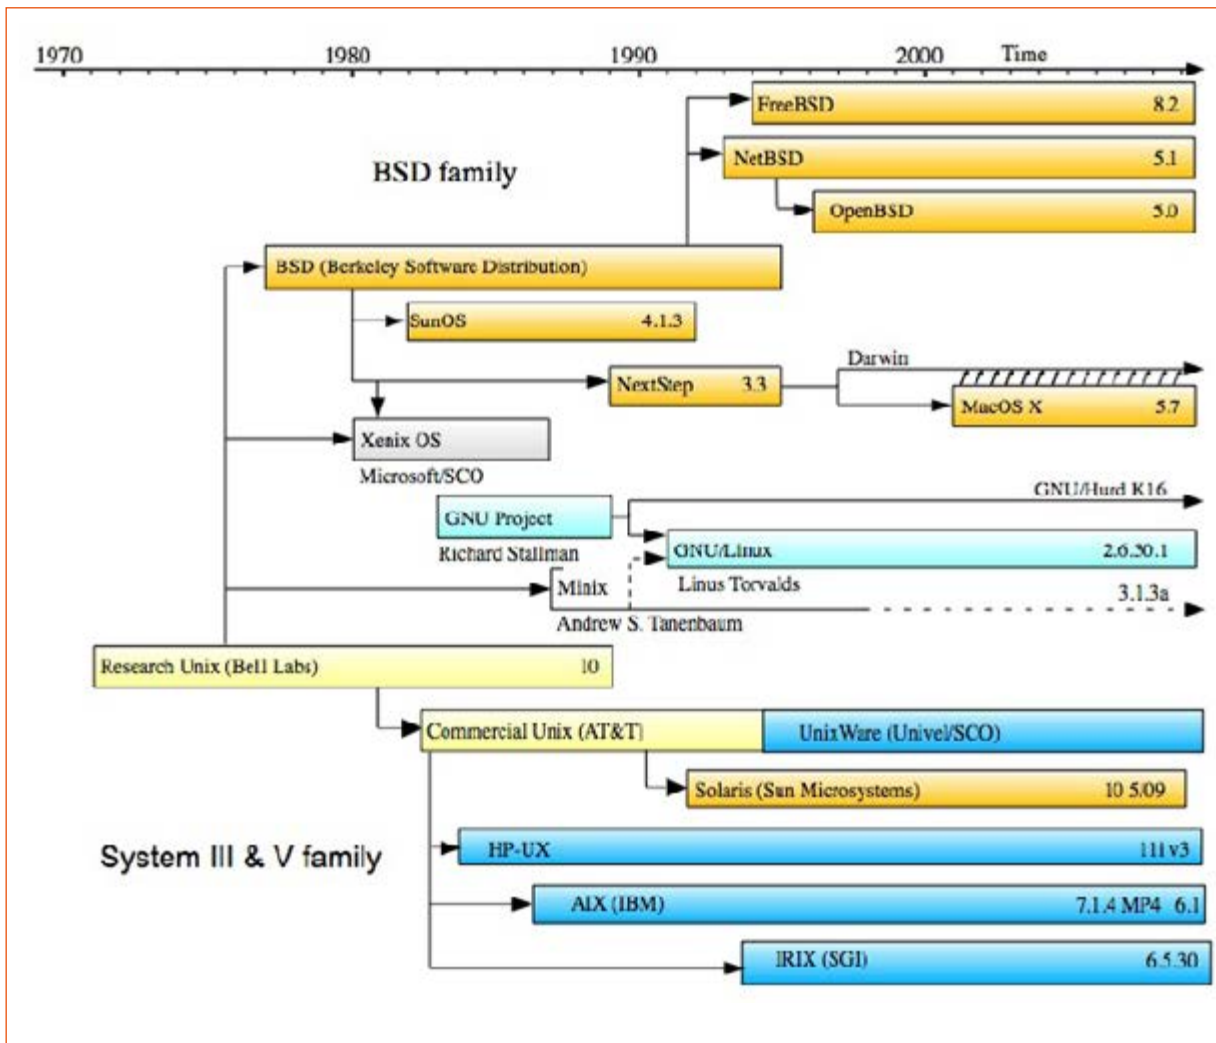 1970 1980 1990 2000 Time
FreeBSD 8.2
BSD family
NetBSD 5.1
OpenBSD 5.0
BSD (Berkeley Software Distribution)
SunOS 4.1.3
Darwin
NextStep 3.3
MacOS X 5.7
Xenix OS
Microsoft/SCO
GNU/Hurd K16
GNU Project
Richard Stallman
GNU/Linux 2.6.30.1
Linus Torvalds
Minix 3.1.3a
Andrew S. Tanenbaum
Research Unix (Bell Labs) 10
Commercial Unix (AT&T) UnixWare (Univel/SCO)
Solaris (Sun Microsystems) 10 5/09
System III & V family
HP-UX 11i v3
AIX (IBM) 7.1.4 MP4 6.1
IRIX (SGI) 6.5.30